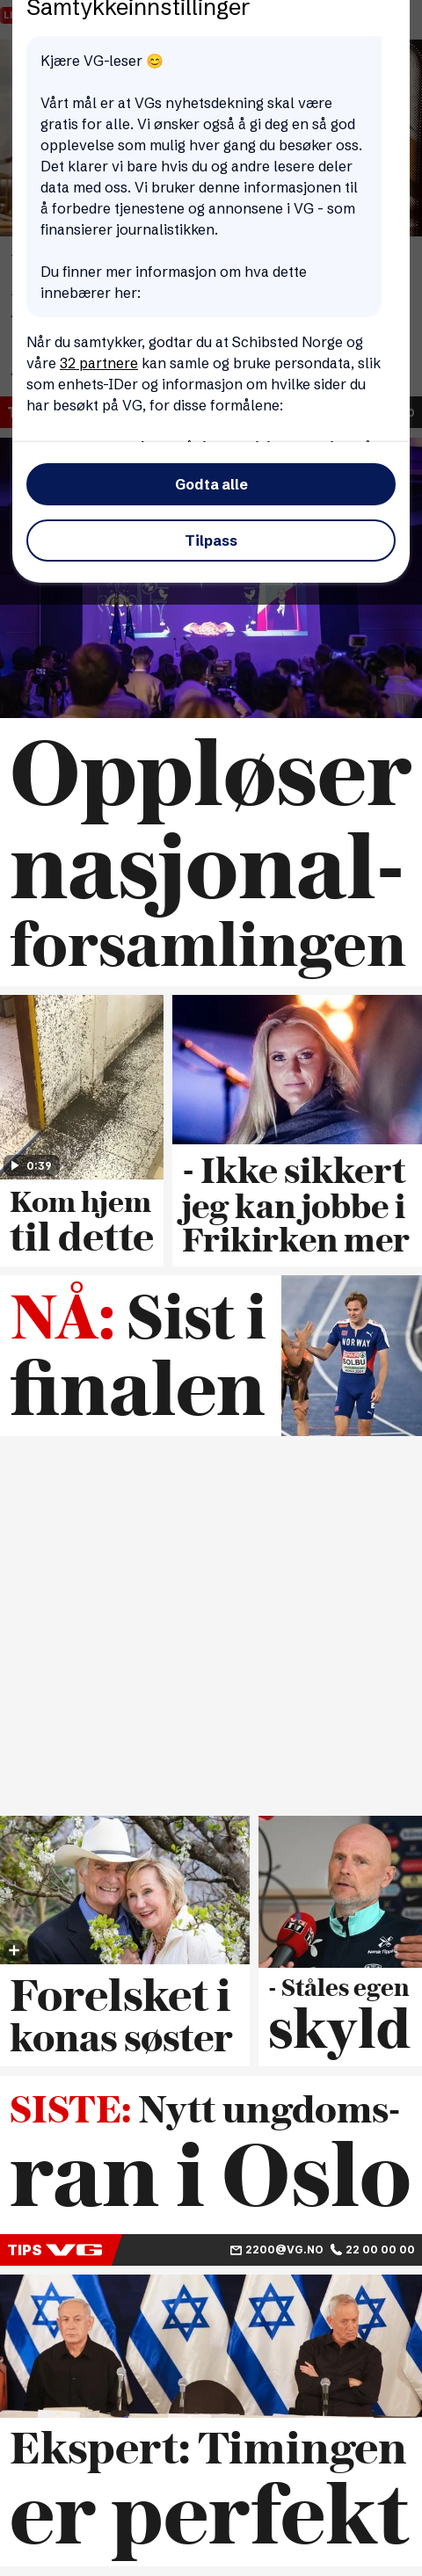 Samtykkeinnstillinger
Kjære VG-leser 😊
Vårt mål er at VGs nyhetsdekning skal være
gratis for alle. Vi ønsker også å gi deg en så god
opplevelse som mulig hver gang du besøker oss.
Det klarer vi bare hvis du og andre lesere deler
data med oss. Vi bruker denne informasjonen til
å forbedre tjenestene og annonsene i VG - som
finansierer journalistikken.
Du finner mer informasjon om hva dette
innebærer her:
Når du samtykker, godtar du at Schibsted Norge og
våre 32 partnere kan samle og bruke persondata, slik
som enhets-IDer og informasjon om hvilke sider du
har besøkt på VG, for disse formålene:
Godta alle
Tilpass
Oppløser
nasjonal-
forsamlingen
0:39
Kom hjem
til dette
- Ikke sikkert
jeg kan jobbe i
Frikirken mer
NÅ: Sist i
finalen
NORWAY
SOLBU
Forelsket i
konas søster
- Ståles egen
skyld
SISTE: Nytt ungdoms-
ran i Oslo
TIPS VG 2200@VG.NO 22 00 00 00
Ekspert: Timingen
er perfekt